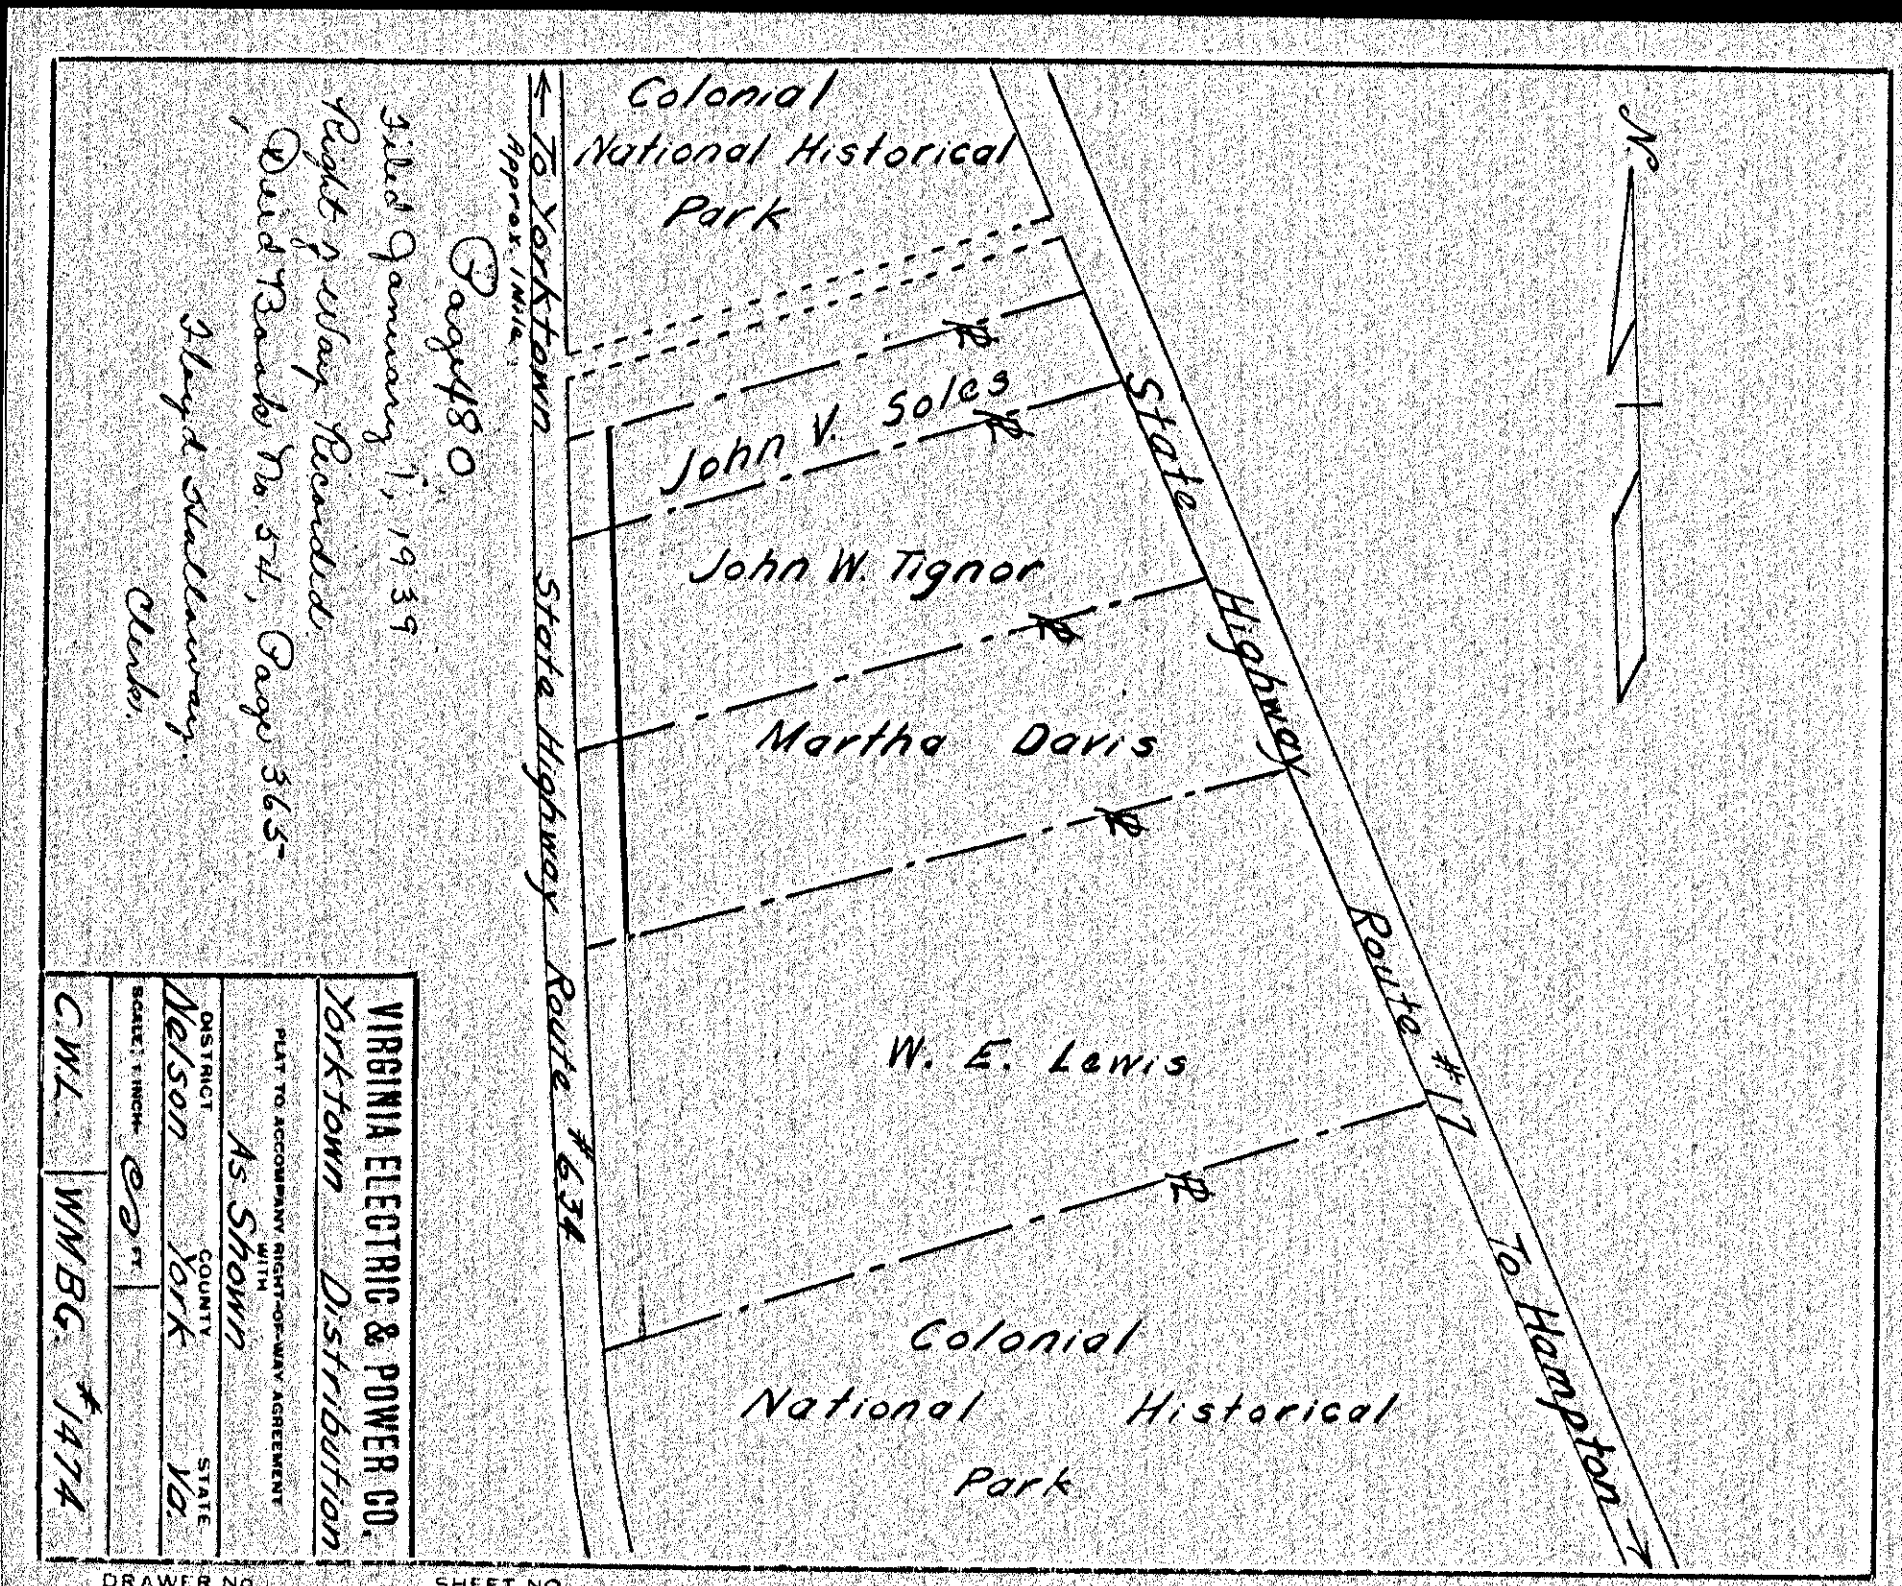 N.
Colonial
National Historical
Park
John V. Soles
John W. Tignor
Martha Davis
W. E. Lewis
Colonial
National Historical
Park
State Highway Route #17 To Hampton →
← To Yorktown State Highway Route #634
Approx. 1 Mile
Page 480
Filed January 7, 1939
Right of Way Recorded
Deed Book No. 54, Page 365
Floyd Holloway.
Clerk.
VIRGINIA ELECTRIC & POWER CO.
Yorktown Distribution
PLAT TO ACCOMPANY RIGHT-OF-WAY AGREEMENT
WITH
As Shown
DISTRICT COUNTY STATE
Nelson York Va.
SCALE: 1 INCH= FT
C.W.L. WMBG. #1474
DRAWER NO. SHEET NO.